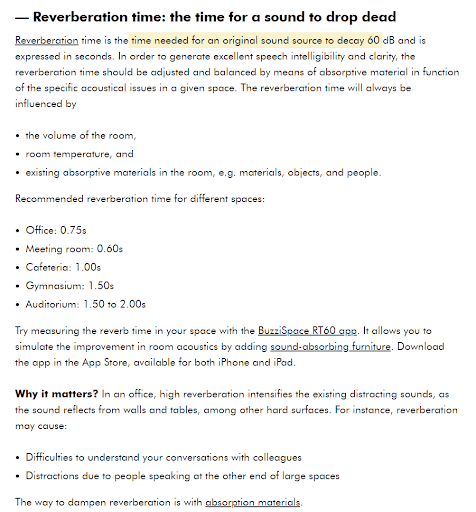 — Reverberation time: the time for a sound to drop dead
Reverberation time is the time needed for an original sound source to decay 60 dB and is
expressed in seconds. In order to generate excellent speech intelligibility and clarity, the
reverberation time should be adjusted and balanced by means of absorptive material in function
of the specific acoustical issues in a given space. The reverberation time will always be
influenced by
• the volume of the room,
• room temperature, and
• existing absorptive materials in the room, e.g. materials, objects, and people.
Recommended reverberation time for different spaces:
• Office: 0.75s
• Meeting room: 0.60s
• Cafeteria: 1.00s
• Gymnasium: 1.50s
• Auditorium: 1.50 to 2.00s
Try measuring the reverb time in your space with the BuzziSpace RT60 app. It allows you to
simulate the improvement in room acoustics by adding sound-absorbing furniture. Download
the app in the App Store, available for both iPhone and iPad.
Why it matters? In an office, high reverberation intensifies the existing distracting sounds, as
the sound reflects from walls and tables, among other hard surfaces. For instance, reverberation
may cause:
• Difficulties to understand your conversations with colleagues
• Distractions due to people speaking at the other end of large spaces
The way to dampen reverberation is with absorption materials.